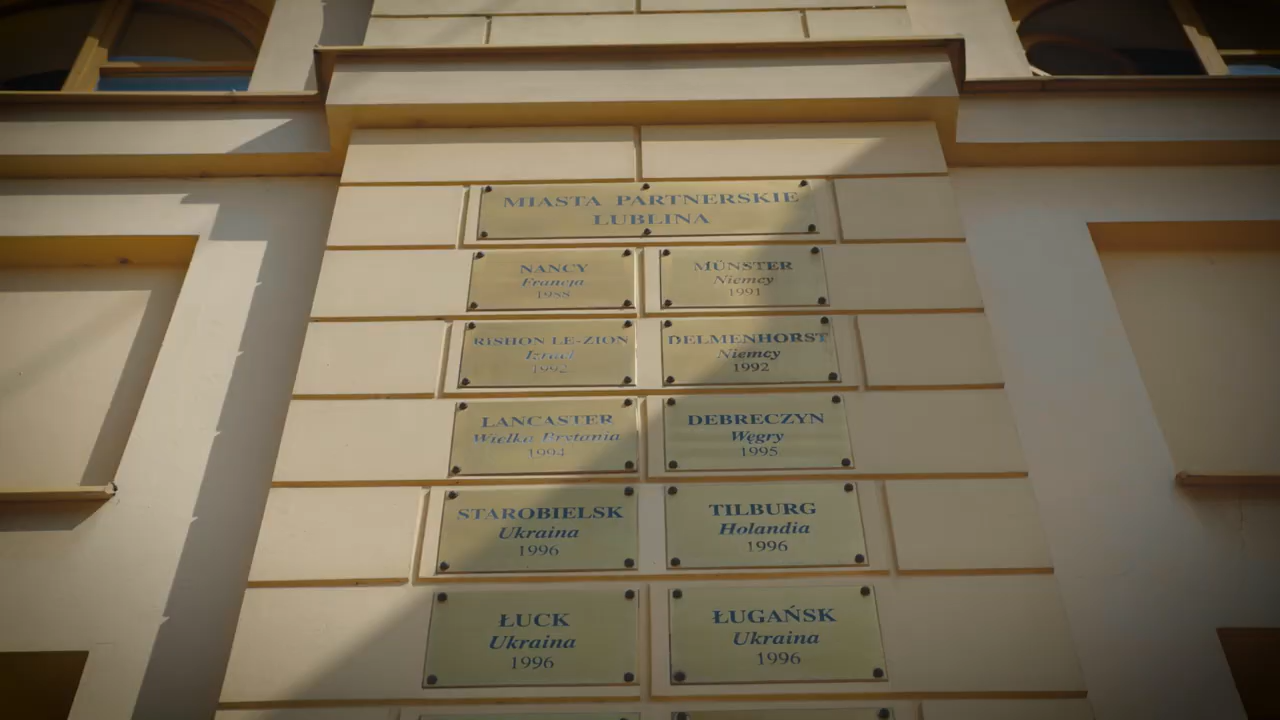 MIASTA PARTNERSKIE
LUBLINA
NANCY
Francja
1988
MÜNSTER
Niemcy
1991
RISHON LE-ZION
Izrael
1992
DELMENHORST
Niemcy
1992
LANCASTER
Wielka Brytania
1994
DEBRECZYN
Węgry
1995
STAROBIELSK
Ukraina
1996
TILBURG
Holandia
1996
ŁUCK
Ukraina
1996
ŁUGAŃSK
Ukraina
1996